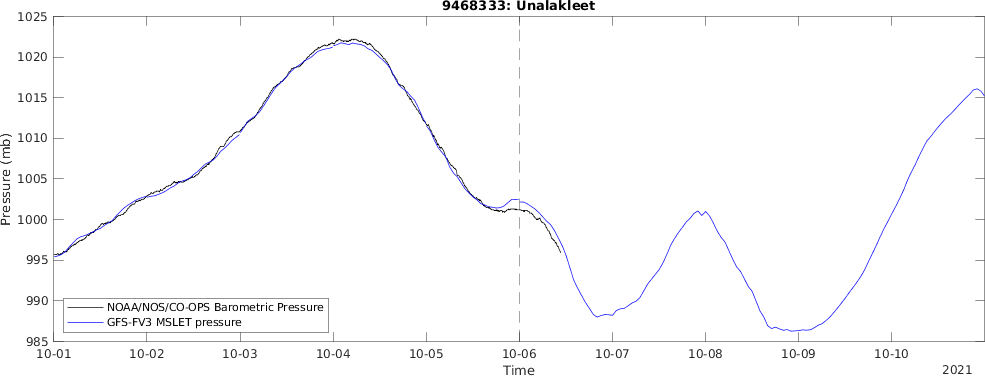 9468333: Unalakleet
1025
1020
1015
1010
1005
1000
995
990
985
Pressure (mb)
NOAA/NOS/CO-OPS Barometric Pressure
GFS-FV3 MSLET pressure
10-01 10-02 10-03 10-04 10-05 10-06 10-07 10-08 10-09 10-10
Time
2021